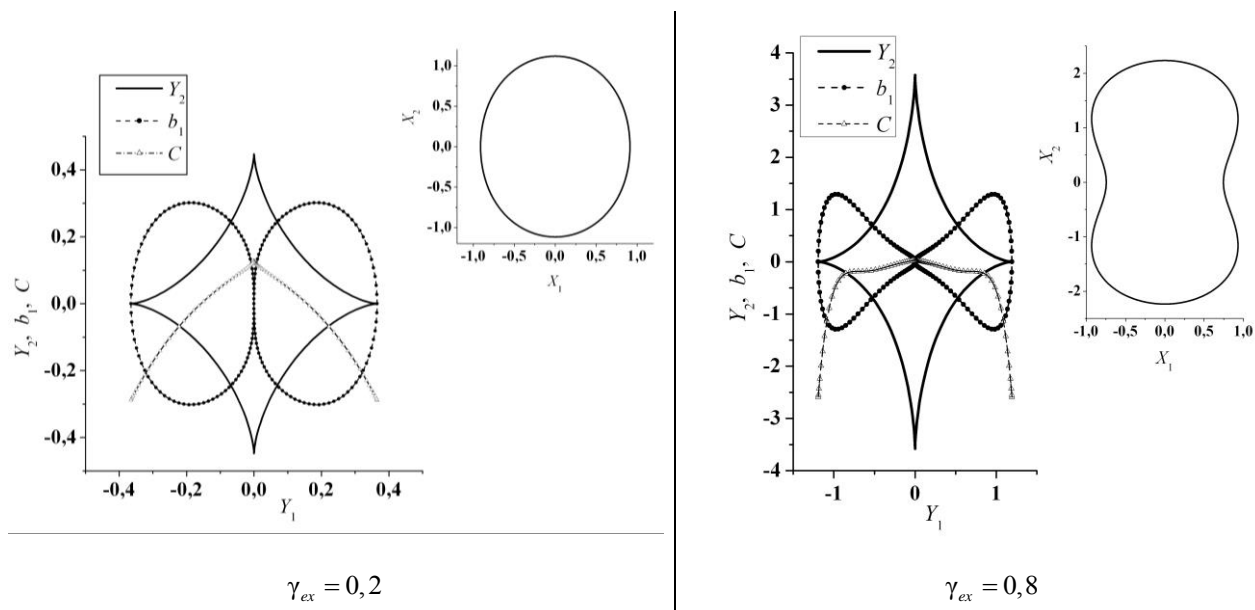 Y₂
b₁
C
0,4
0,2
0,0
-0,2
-0,4
Y₂, b₁, C
-0,4 -0,2 0,0 0,2 0,4
Y₁
1,0
0,5
0,0
-0,5
-1,0
X₂
-1,0 -0,5 0,0 0,5 1,0
X₁
γₑₓ = 0,2
Y₂
b₁
C
4
3
2
1
0
-1
-2
-3
-4
Y₂, b₁, C
-1 0 1
Y₁
2
1
0
-1
-2
X₂
-1,0 -0,5 0,0 0,5 1,0
X₁
γₑₓ = 0,8